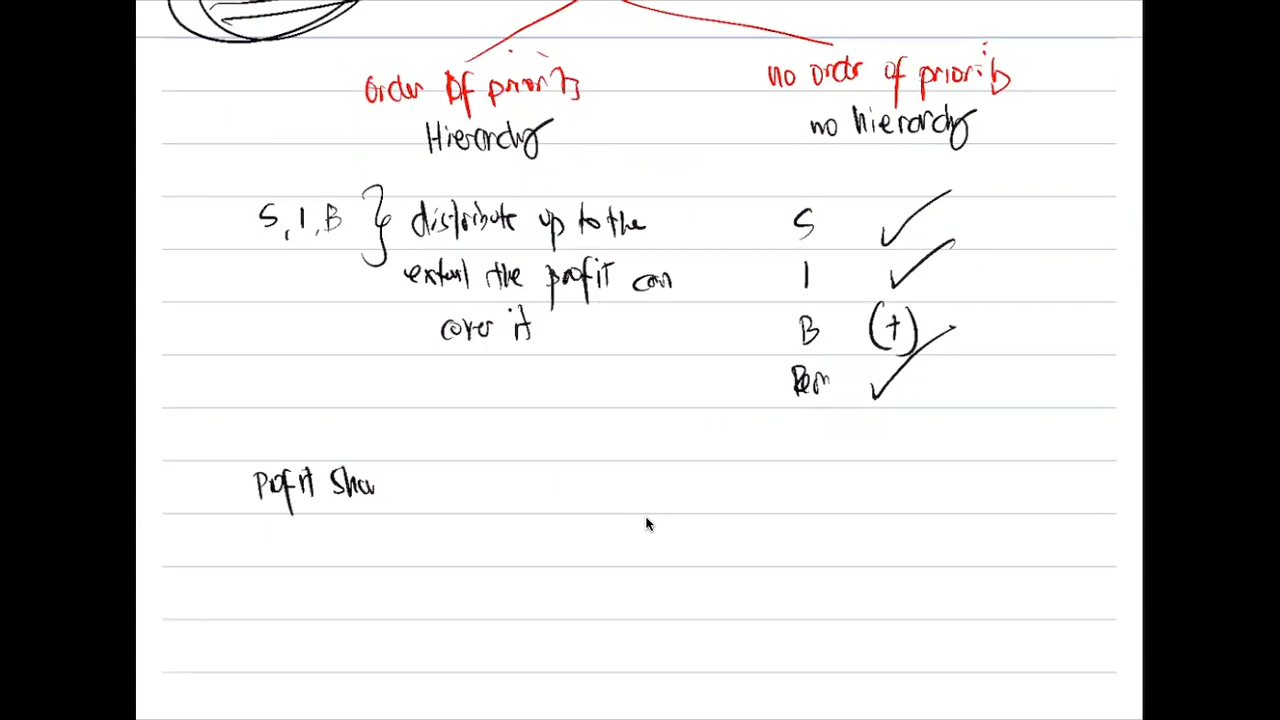 order of priority
no order of priority
Hierarchy
no hierarchy
S, I, B } distribute up to the
extent the profit can
cover it
S ✓
I ✓
B (+)
Rem ✓
Profit Sha